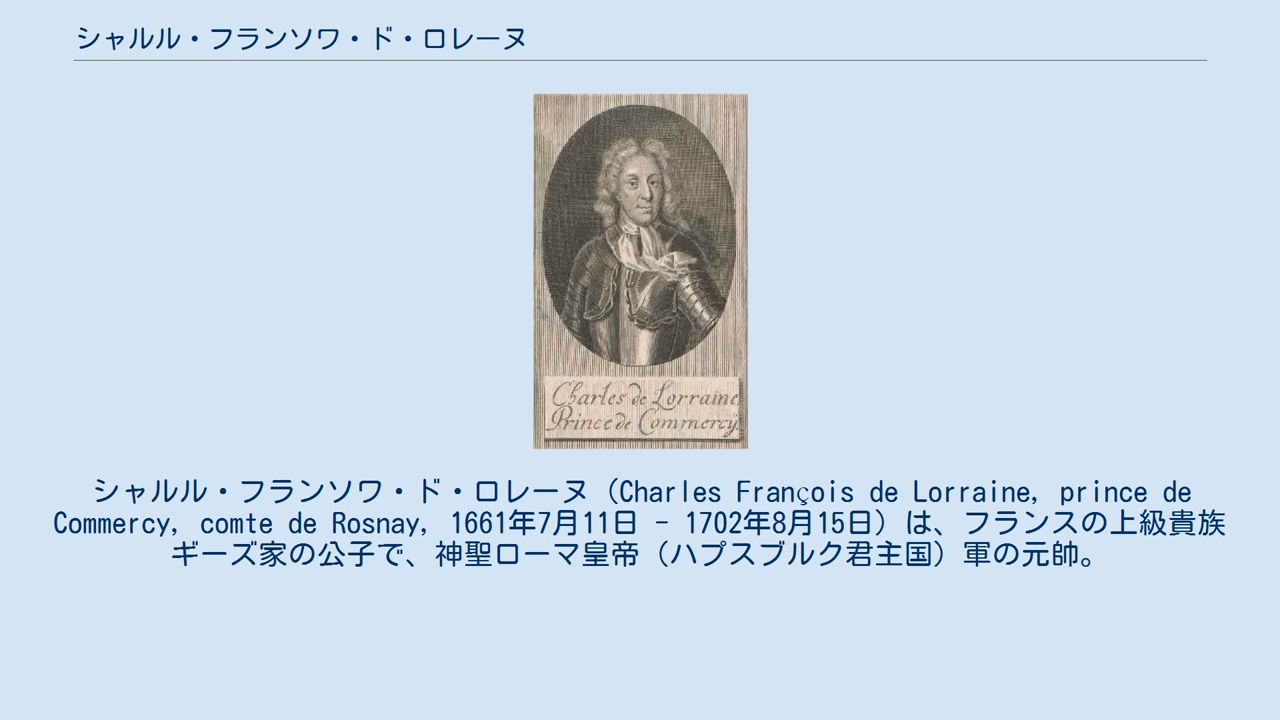 シャルル・フランソワ・ド・ロレーヌ
Charles de Lorraine
Prince de Commercy.
シャルル・フランソワ・ド・ロレーヌ（Charles François de Lorraine, prince de
Commercy, comte de Rosnay, 1661年7月11日 - 1702年8月15日）は、フランスの上級貴族
ギーズ家の公子で、神聖ローマ皇帝（ハプスブルク君主国）軍の元帥。